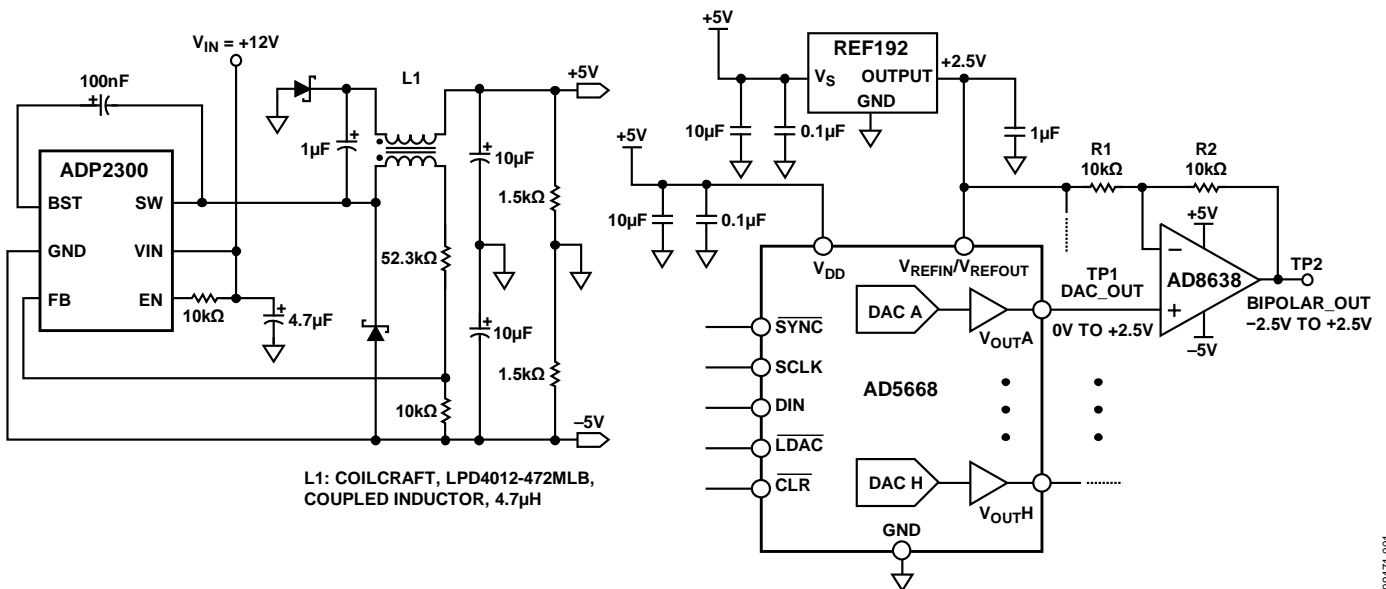 V_IN = +12V
100nF
L1
+5V
1µF
10µF
ADP2300
BST SW
GND VIN
FB EN
1.5kΩ
52.3kΩ
10kΩ
4.7µF
10µF
1.5kΩ
10kΩ
–5V
L1: COILCRAFT, LPD4012-472MLB,
COUPLED INDUCTOR, 4.7µH
+5V
REF192
V_S OUTPUT
GND
+2.5V
10µF
0.1µF
1µF
+5V
10µF
0.1µF
R1
10kΩ
R2
10kΩ
V_DD
V_REFIN/V_REFOUT
+5V
AD8638
–
+
–5V
TP1
DAC_OUT
0V TO +2.5V
TP2
BIPOLAR_OUT
–2.5V TO +2.5V
DAC A
V_OUTA
SYNC
SCLK
DIN
LDAC
CLR
AD5668
DAC H
V_OUTH
GND